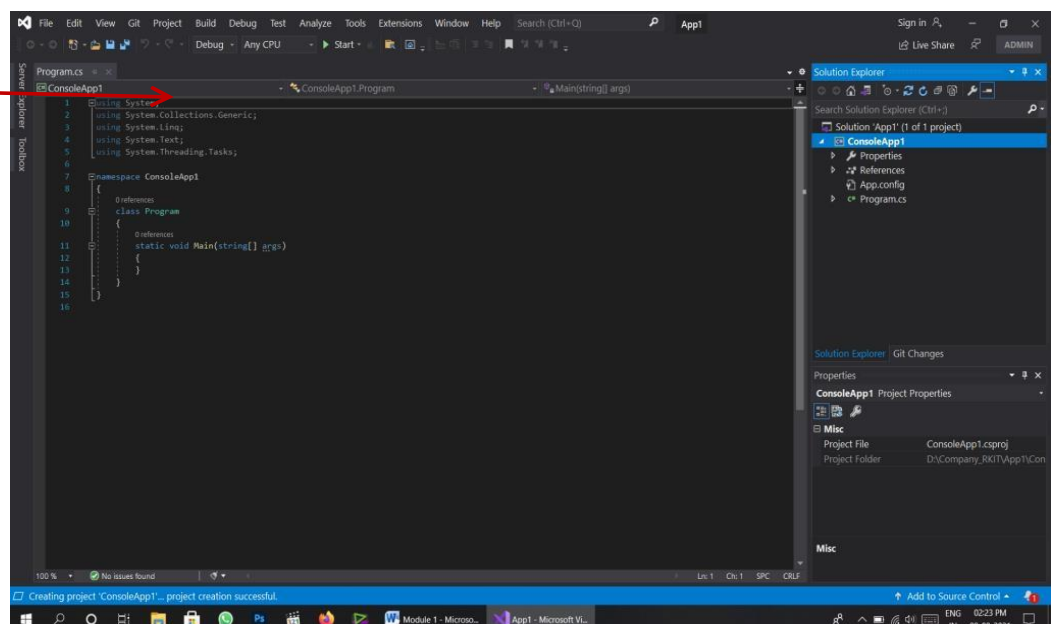 File Edit View Git Project Build Debug Test Analyze Tools Extensions Window Help Search (Ctrl+Q) App1 Sign in
Debug Any CPU Start Live Share ADMIN
Server Explorer
Toolbox
Program.cs
ConsoleApp1 ConsoleApp1.Program Main(string[] args)
1 using System;
2 using System.Collections.Generic;
3 using System.Linq;
4 using System.Text;
5 using System.Threading.Tasks;
6
7 namespace ConsoleApp1
8 {
0 references
9 class Program
10 {
0 references
11 static void Main(string[] args)
12 {
13 }
14 }
15 }
16
100 % No issues found Ln: 1 Ch: 1 SPC CRLF
Solution Explorer
Search Solution Explorer (Ctrl+;)
Solution 'App1' (1 of 1 project)
ConsoleApp1
Properties
References
App.config
C# Program.cs
Solution Explorer Git Changes
Properties
ConsoleApp1 Project Properties
Misc
Project File ConsoleApp1.csproj
Project Folder D:\Company_RKIT\App1\Con
Misc
Creating project 'ConsoleApp1'... project creation successful. Add to Source Control
Module 1 - Microso... App1 - Microsoft Vi... ENG 02:23 PM